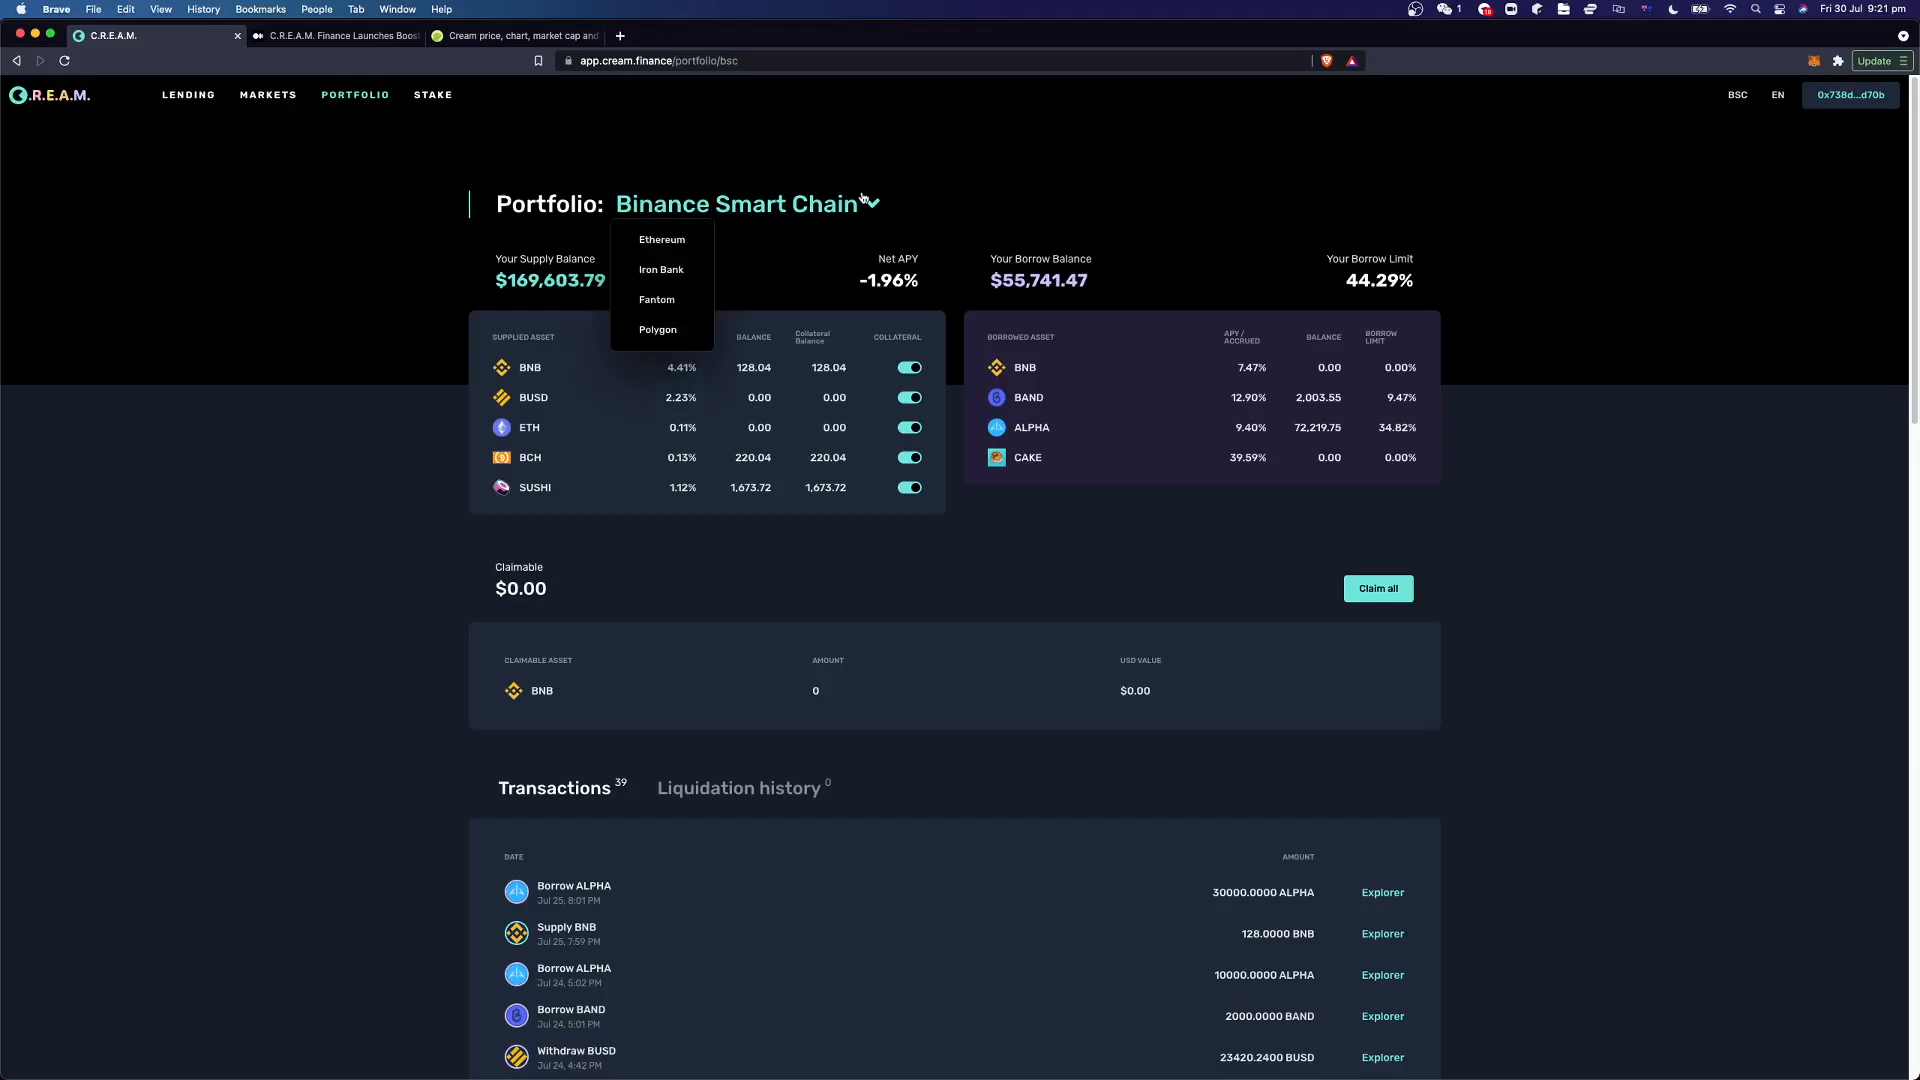 Brave File Edit View History Bookmarks People Tab Window Help 1 18 Fri 30 Jul 9:21 pm
C.R.E.A.M. C.R.E.A.M. Finance Launches Boos Cream price, chart, market cap and
app.cream.finance/portfolio/bsc Update
C.R.E.A.M. LENDING MARKETS PORTFOLIO STAKE BSC EN 0x738d...d70b
Portfolio: Binance Smart Chain
Ethereum
Iron Bank
Fantom
Polygon
Your Supply Balance Net APY Your Borrow Balance Your Borrow Limit
$169,603.79 -1.96% $55,741.47 44.29%
SUPPLIED ASSET BALANCE Collateral Balance COLLATERAL
BNB 4.41% 128.04 128.04
BUSD 2.23% 0.00 0.00
ETH 0.11% 0.00 0.00
BCH 0.13% 220.04 220.04
SUSHI 1.12% 1,673.72 1,673.72
BORROWED ASSET APY / ACCRUED BALANCE BORROW LIMIT
BNB 7.47% 0.00 0.00%
BAND 12.90% 2,003.55 9.47%
ALPHA 9.40% 72,219.75 34.82%
CAKE 39.59% 0.00 0.00%
Claimable
$0.00 Claim all
CLAIMABLE ASSET AMOUNT USD VALUE
BNB 0 $0.00
Transactions 39 Liquidation history 0
DATE AMOUNT
Borrow ALPHA 30000.0000 ALPHA Explorer
Jul 25, 8:01 PM
Supply BNB 128.0000 BNB Explorer
Jul 25, 7:59 PM
Borrow ALPHA 10000.0000 ALPHA Explorer
Jul 24, 5:02 PM
Borrow BAND 2000.0000 BAND Explorer
Jul 24, 5:01 PM
Withdraw BUSD 23420.2400 BUSD Explorer
Jul 24, 4:42 PM